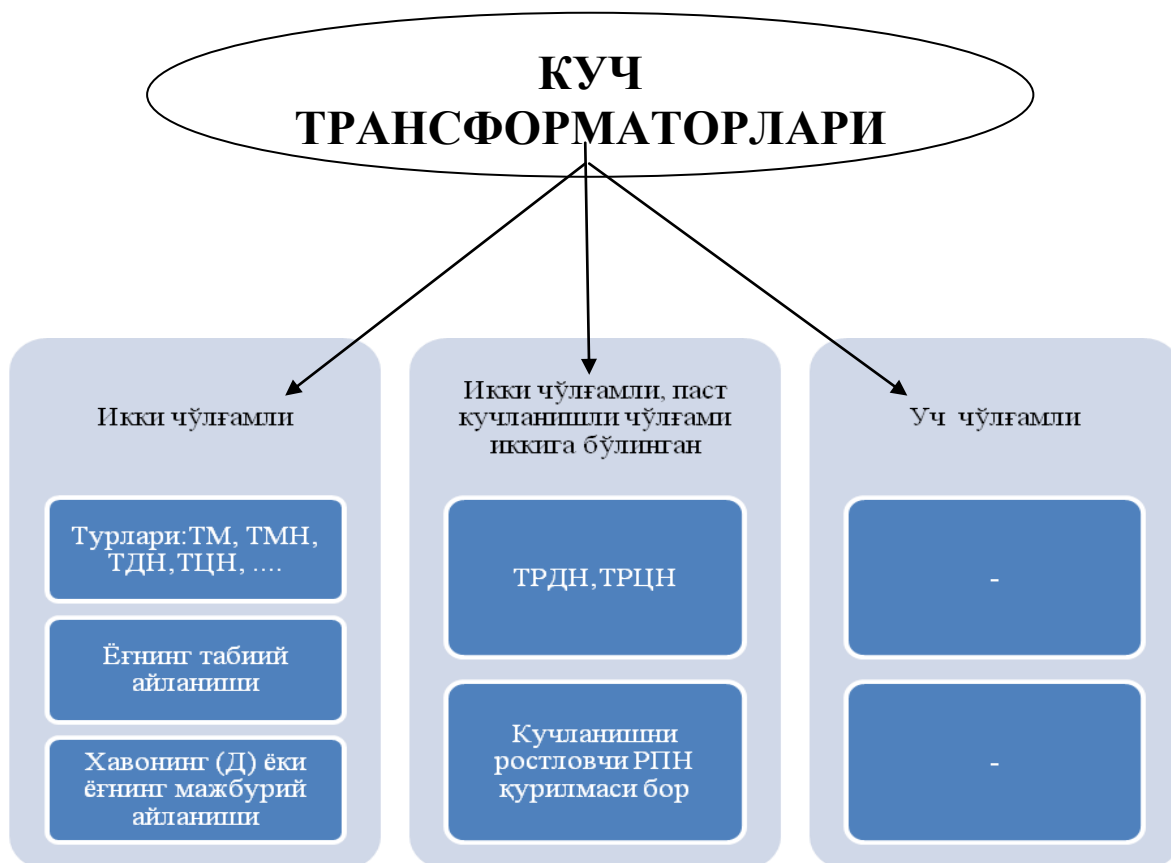 КУЧ
ТРАНСФОРМАТОРЛАРИ
Икки чўлғамли
Турлари:ТМ, ТМН,
ТДН,ТЦН, ....
Ёғнинг табиий
айланиши
Хавонинг (Д) ёки
ёғнинг мажбурий
айланиши
Икки чўлғамли, паст
кучланишли чўлғами
иккига бўлинган
ТРДН,ТРЦН
Кучланишни
ростловчи РПН
қурилмаси бор
Уч чўлғамли
-
-